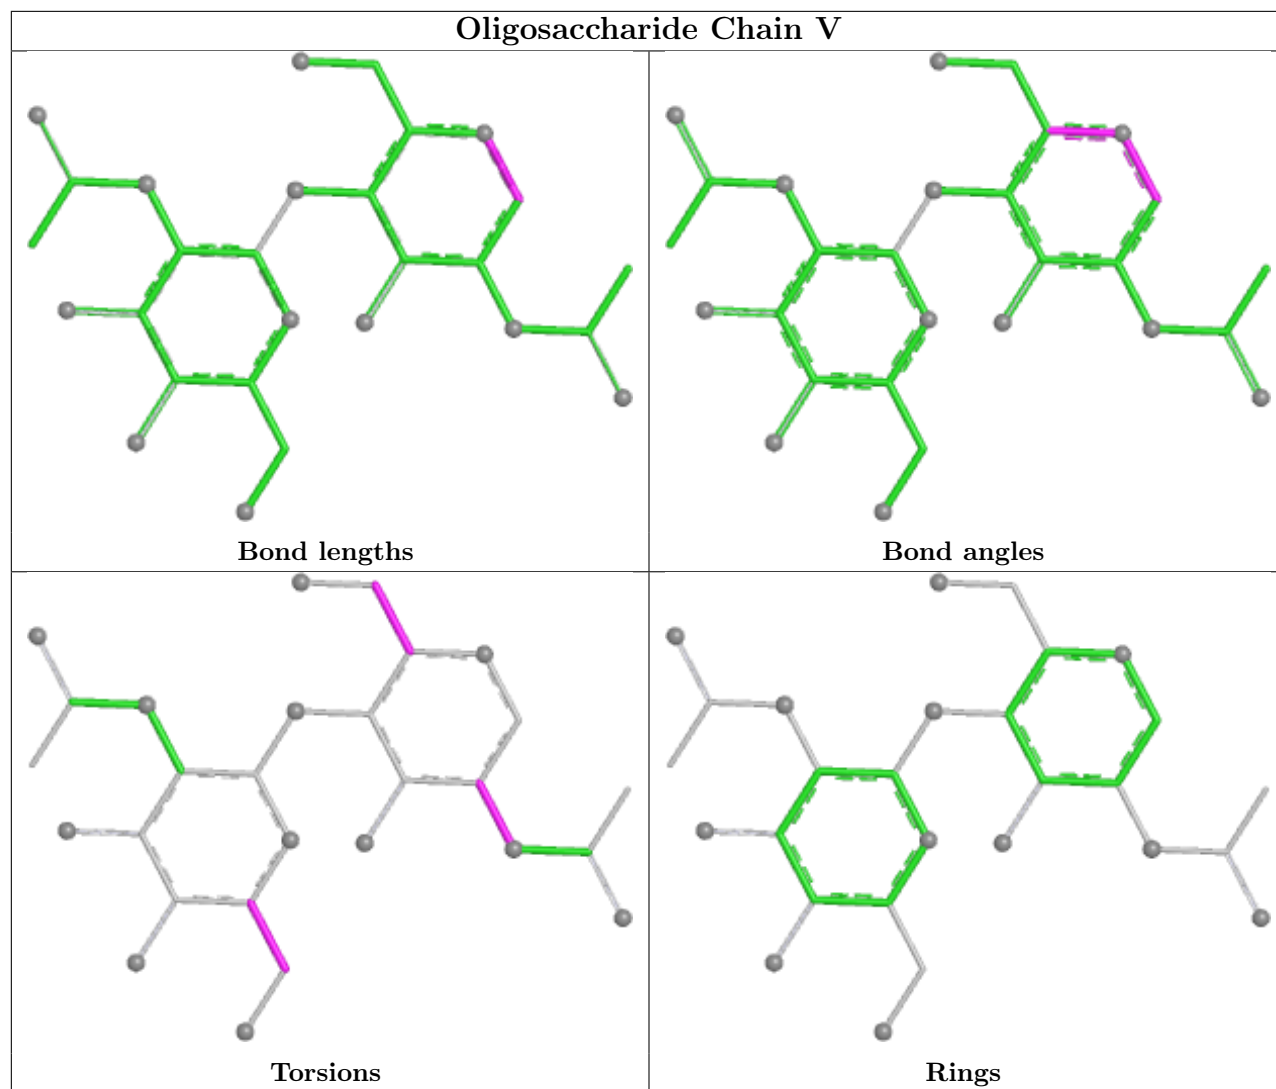 Oligosaccharide Chain V
Bond lengths
Bond angles
Torsions
Rings